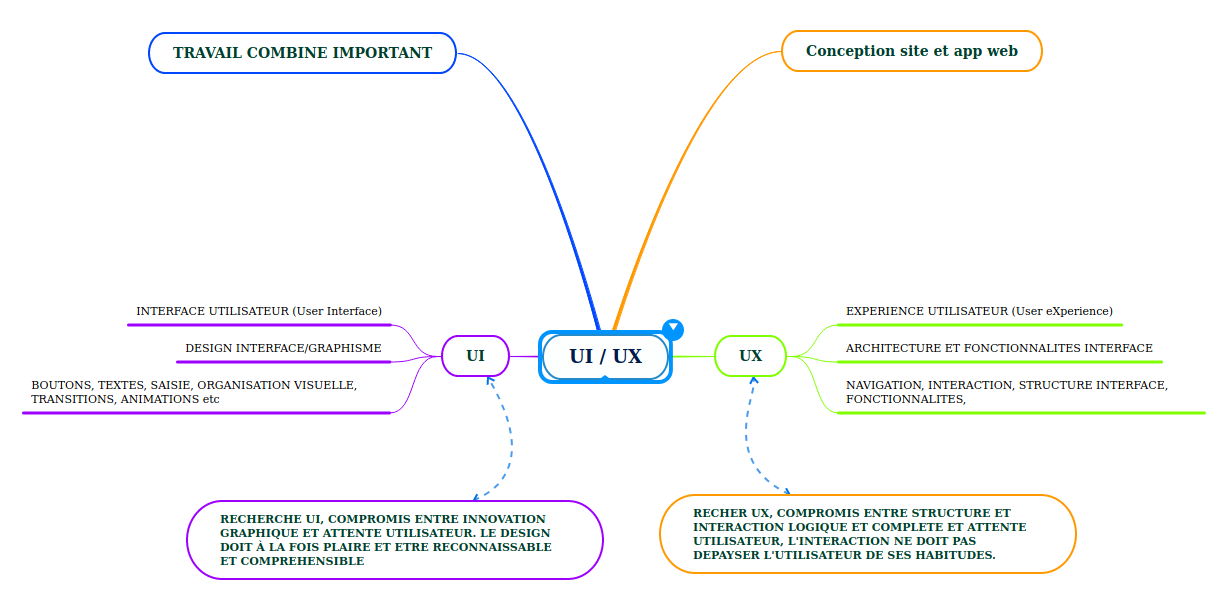 TRAVAIL COMBINE IMPORTANT
Conception site et app web
INTERFACE UTILISATEUR (User Interface)
DESIGN INTERFACE/GRAPHISME
BOUTONS, TEXTES, SAISIE, ORGANISATION VISUELLE,
TRANSITIONS, ANIMATIONS etc
UI
UI / UX
UX
EXPERIENCE UTILISATEUR (User eXperience)
ARCHITECTURE ET FONCTIONNALITES INTERFACE
NAVIGATION, INTERACTION, STRUCTURE INTERFACE,
FONCTIONNALITES,
RECHERCHE UI, COMPROMIS ENTRE INNOVATION
GRAPHIQUE ET ATTENTE UTILISATEUR. LE DESIGN
DOIT À LA FOIS PLAIRE ET ETRE RECONNAISSABLE
ET COMPREHENSIBLE
RECHER UX, COMPROMIS ENTRE STRUCTURE ET
INTERACTION LOGIQUE ET COMPLETE ET ATTENTE
UTILISATEUR, L'INTERACTION NE DOIT PAS
DEPAYSER L'UTILISATEUR DE SES HABITUDES.